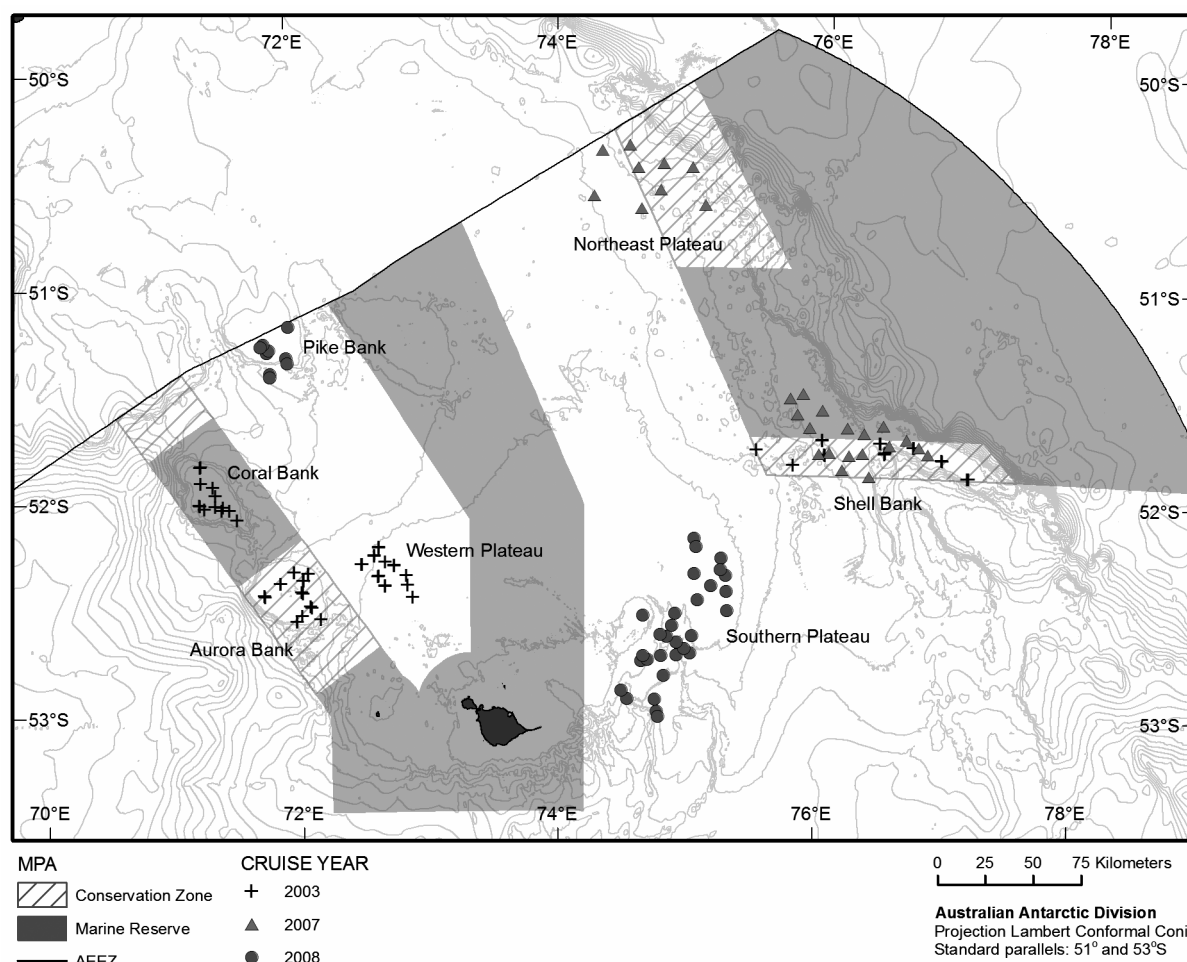 72°E 74°E 76°E 78°E
50°S 50°S
Northeast Plateau
51°S 51°S
Pike Bank
Coral Bank
Shell Bank
52°S 52°S
Western Plateau
Southern Plateau
Aurora Bank
53°S 53°S
70°E 72°E 74°E 76°E 78°E
MPA CRUISE YEAR
0 25 50 75 Kilometers
Conservation Zone 2003
Marine Reserve 2007
Australian Antarctic Division
Projection Lambert Conformal Coni
Standard parallels: 51° and 53°S
AEEZ 2008